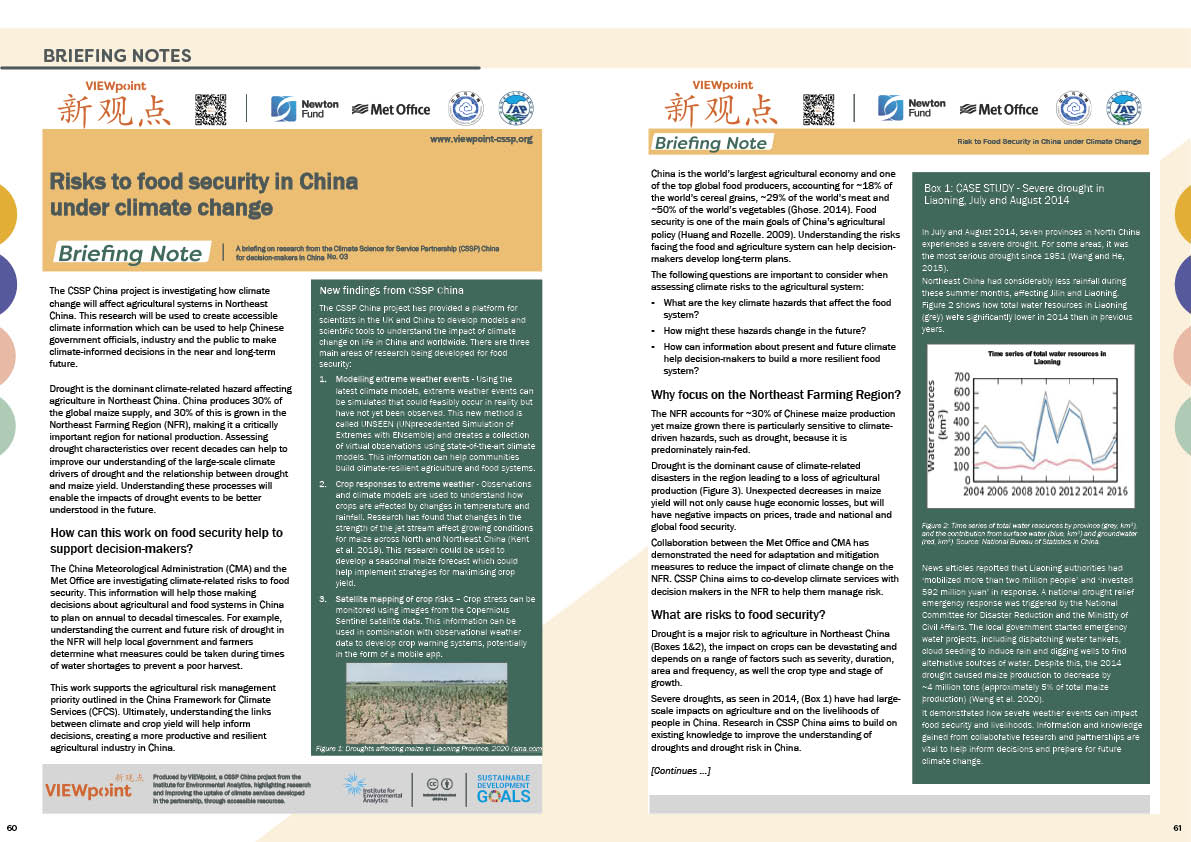 BRIEFING NOTES
VIEWpoint
新观点
Newton
Fund
Met Office
IAP
www.viewpoint-cssp.org
Risks to food security in China
under climate change
Briefing Note
A briefing on research from the Climate Science for Service Partnership (CSSP) China
for decision-makers in China No. 03
The CSSP China project is investigating how climate
change will affect agricultural systems in Northeast
China. This research will be used to create accessible
climate information which can be used to help Chinese
government officials, industry and the public to make
climate-informed decisions in the near and long-term
future.
Drought is the dominant climate-related hazard affecting
agriculture in Northeast China. China produces 30% of
the global maize supply, and 30% of this is grown in the
Northeast Farming Region (NFR), making it a critically
important region for national production. Assessing
drought characteristics over recent decades can help to
improve our understanding of the large-scale climate
drivers of drought and the relationship between drought
and maize yield. Understanding these processes will
enable the impacts of drought events to be better
understood in the future.
How can this work on food security help to
support decision-makers?
The China Meteorological Administration (CMA) and the
Met Office are investigating climate-related risks to food
security. This information will help those making
decisions about agricultural and food systems in China
to plan on annual to decadal timescales. For example,
understanding the current and future risk of drought in
the NFR will help local government and farmers
determine what measures could be taken during times
of water shortages to prevent a poor harvest.
This work supports the agricultural risk management
priority outlined in the China Framework for Climate
Services (CFCS). Ultimately, understanding the links
between climate and crop yield will help inform
decisions, creating a more productive and resilient
agricultural industry in China.
New findings from CSSP China
The CSSP China project has provided a platform for
scientists in the UK and China to develop models and
scientific tools to understand the impact of climate
change on life in China and worldwide. There are three
main areas of research being developed for food
security:
1. Modelling extreme weather events - Using the
latest climate models, extreme weather events can
be simulated that could feasibly occur in reality but
have not yet been observed. This new method is
called UNSEEN (UNprecedented Simulation of
Extremes with ENsemble) and creates a collection
of virtual observations using state-of-the-art climate
models. This information can help communities
build climate-resilient agriculture and food systems.
2. Crop responses to extreme weather - Observations
and climate models are used to understand how
crops are affected by changes in temperature and
rainfall. Research has found that changes in the
strength of the jet stream affect growing conditions
for maize across North and Northeast China (Kent
et al. 2019). This research could be used to
develop a seasonal maize forecast which could
help implement strategies for maximising crop
yield.
3. Satellite mapping of crop risks – Crop stress can be
monitored using images from the Copernicus
Sentinel satellite data. This information can be
used in combination with observational weather
data to develop crop warning systems, potentially
in the form of a mobile app.
Figure 1: Droughts affecting maize in Liaoning Province, 2020 (sina.com
新观点
VIEWpoint
Produced by VIEWpoint, a CSSP China project from the
Institute for Environmental Analytics, highlighting research
and improving the uptake of climate services developed
in the partnership, through accessible resources.
Institute for
Environmental
Analytics
SUSTAINABLE
DEVELOPMENT
GOALS
60
VIEWpoint
新观点
Newton
Fund
Met Office
IAP
Briefing Note
Risk to Food Security in China under Climate Change
China is the world's largest agricultural economy and one
of the top global food producers, accounting for ~18% of
the world's cereal grains, ~29% of the world's meat and
~50% of the world's vegetables (Ghose. 2014). Food
security is one of the main goals of China's agricultural
policy (Huang and Rozelle. 2009). Understanding the risks
facing the food and agriculture system can help decision-
makers develop long-term plans.
The following questions are important to consider when
assessing climate risks to the agricultural system:
- What are the key climate hazards that affect the food
system?
- How might these hazards change in the future?
- How can information about present and future climate
help decision-makers to build a more resilient food
system?
Why focus on the Northeast Farming Region?
The NFR accounts for ~30% of Chinese maize production
yet maize grown there is particularly sensitive to climate-
driven hazards, such as drought, because it is
predominately rain-fed.
Drought is the dominant cause of climate-related
disasters in the region leading to a loss of agricultural
production (Figure 3). Unexpected decreases in maize
yield will not only cause huge economic losses, but will
have negative impacts on prices, trade and national and
global food security.
Collaboration between the Met Office and CMA has
demonstrated the need for adaptation and mitigation
measures to reduce the impact of climate change on the
NFR. CSSP China aims to co-develop climate services with
decision makers in the NFR to help them manage risk.
What are risks to food security?
Drought is a major risk to agriculture in Northeast China
(Boxes 1&2), the impact on crops can be devastating and
depends on a range of factors such as severity, duration,
area and frequency, as well the crop type and stage of
growth.
Severe droughts, as seen in 2014, (Box 1) have had large-
scale impacts on agriculture and on the livelihoods of
people in China. Research in CSSP China aims to build on
existing knowledge to improve the understanding of
droughts and drought risk in China.
[Continues ...]
Box 1: CASE STUDY - Severe drought in
Liaoning, July and August 2014
In July and August 2014, seven provinces in North China
experienced a severe drought. For some areas, it was
the most serious drought since 1951 (Wang and He,
2015).
Northeast China had considerably less rainfall during
these summer months, affecting Jilin and Liaoning.
Figure 2 shows how total water resources in Liaoning
(grey) were significantly lower in 2014 than in previous
years.
Time series of total water resources in
Liaoning
Water resources
(km³)
700
600
500
400
300
200
100
0
2004 2006 2008 2010 2012 2014 2016
Figure 2: Time series of total water resources by province (grey, km³),
and the contribution from surface water (blue, km³) and groundwater
(red, km³). Source: National Bureau of Statistics in China.
News articles reported that Liaoning authorities had
'mobilized more than two million people' and 'invested
592 million yuan' in response. A national drought relief
emergency response was triggered by the National
Committee for Disaster Reduction and the Ministry of
Civil Affairs. The local government started emergency
water projects, including dispatching water tankers,
cloud seeding to induce rain and digging wells to find
alternative sources of water. Despite this, the 2014
drought caused maize production to decrease by
~4 million tons (approximately 5% of total maize
production) (Wang et al. 2020).
It demonstrated how severe weather events can impact
food security and livelihoods. Information and knowledge
gained from collaborative research and partnerships are
vital to help inform decisions and prepare for future
climate change.
61